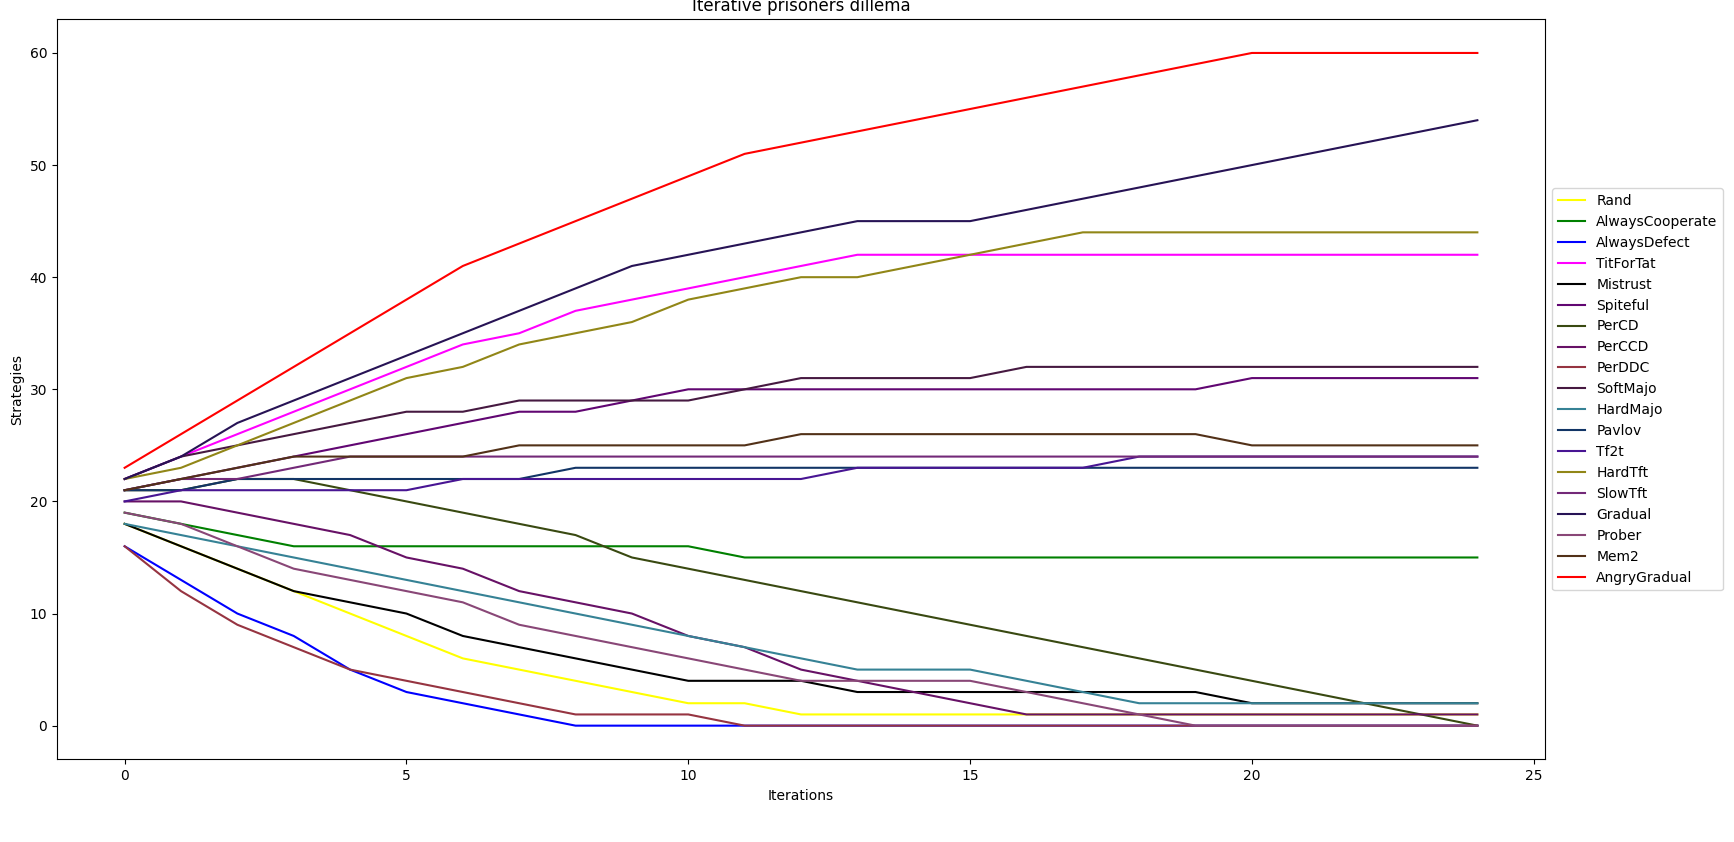 Iterative prisoners dillema
60
50
40
30
20
10
0
Strategies
0 5 10 15 20 25
Iterations
Rand
AlwaysCooperate
AlwaysDefect
TitForTat
Mistrust
Spiteful
PerCD
PerCCD
PerDDC
SoftMajo
HardMajo
Pavlov
Tf2t
HardTft
SlowTft
Gradual
Prober
Mem2
AngryGradual